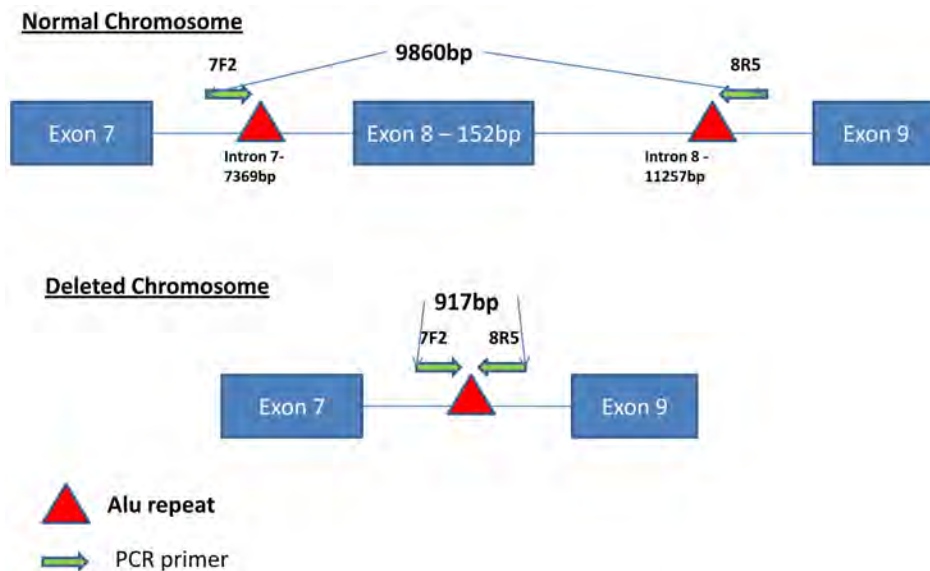 Normal Chromosome
9860bp
7F2
8R5
Exon 7
Exon 8 – 152bp
Exon 9
Intron 7-
7369bp
Intron 8 -
11257bp
Deleted Chromosome
917bp
7F2
8R5
Exon 7
Exon 9
Alu repeat
PCR primer